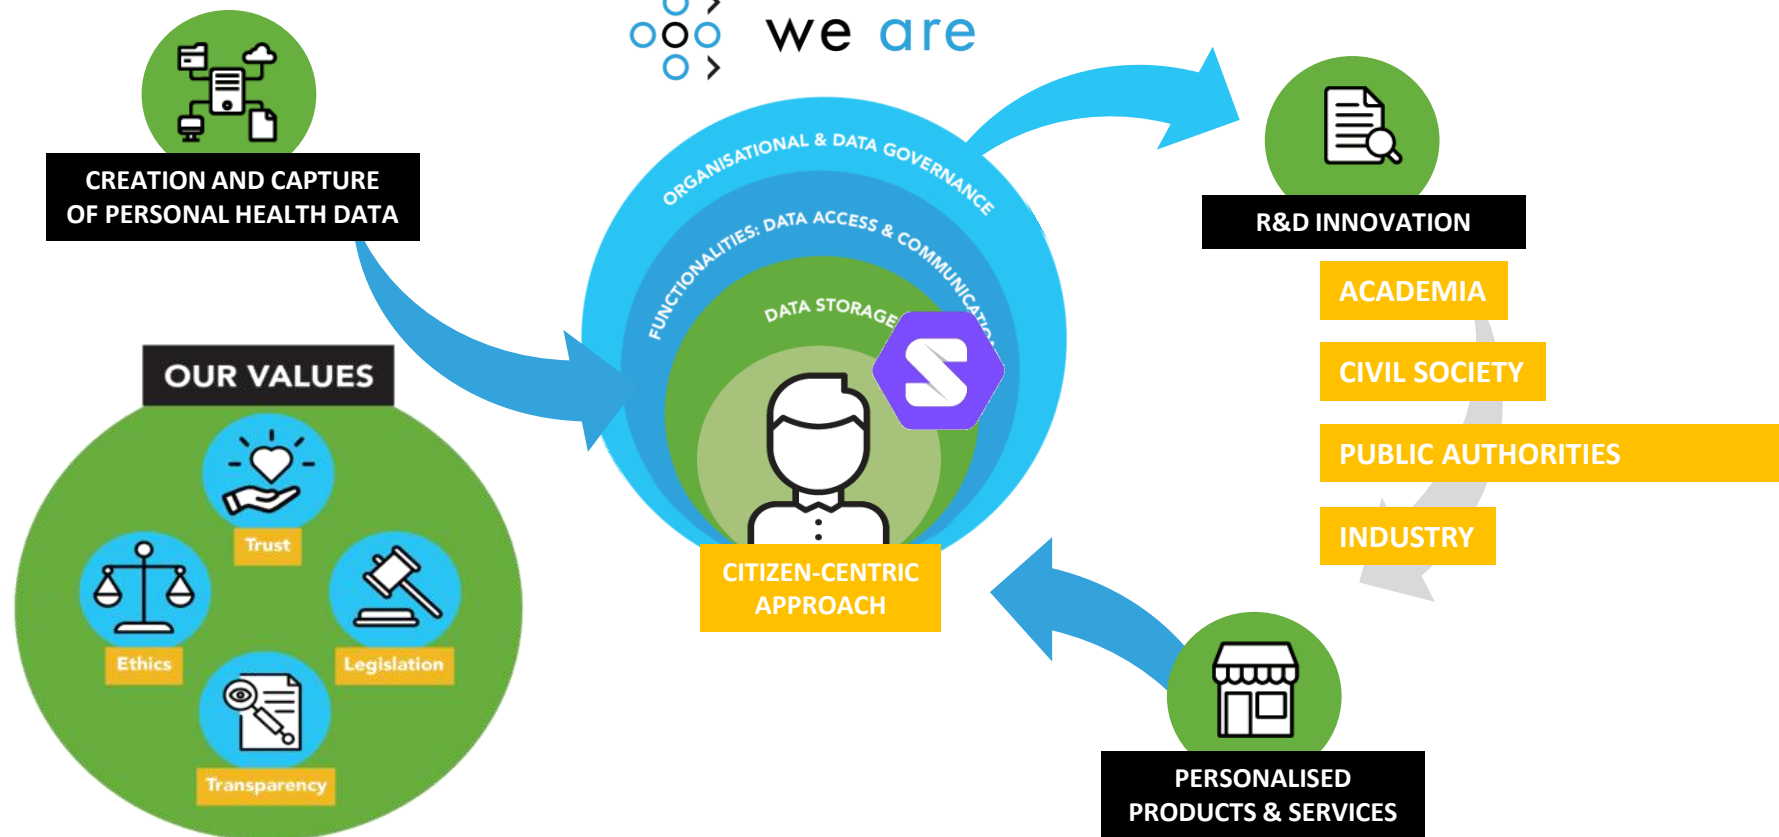 we are
CREATION AND CAPTURE
OF PERSONAL HEALTH DATA
ORGANISATIONAL & DATA GOVERNANCE
FUNCTIONALITIES: DATA ACCESS & COMMUNICATION
DATA STORAGE
S
CITIZEN-CENTRIC
APPROACH
R&D INNOVATION
ACADEMIA
CIVIL SOCIETY
PUBLIC AUTHORITIES
INDUSTRY
PERSONALISED
PRODUCTS & SERVICES
OUR VALUES
Trust
Ethics
Legislation
Transparency